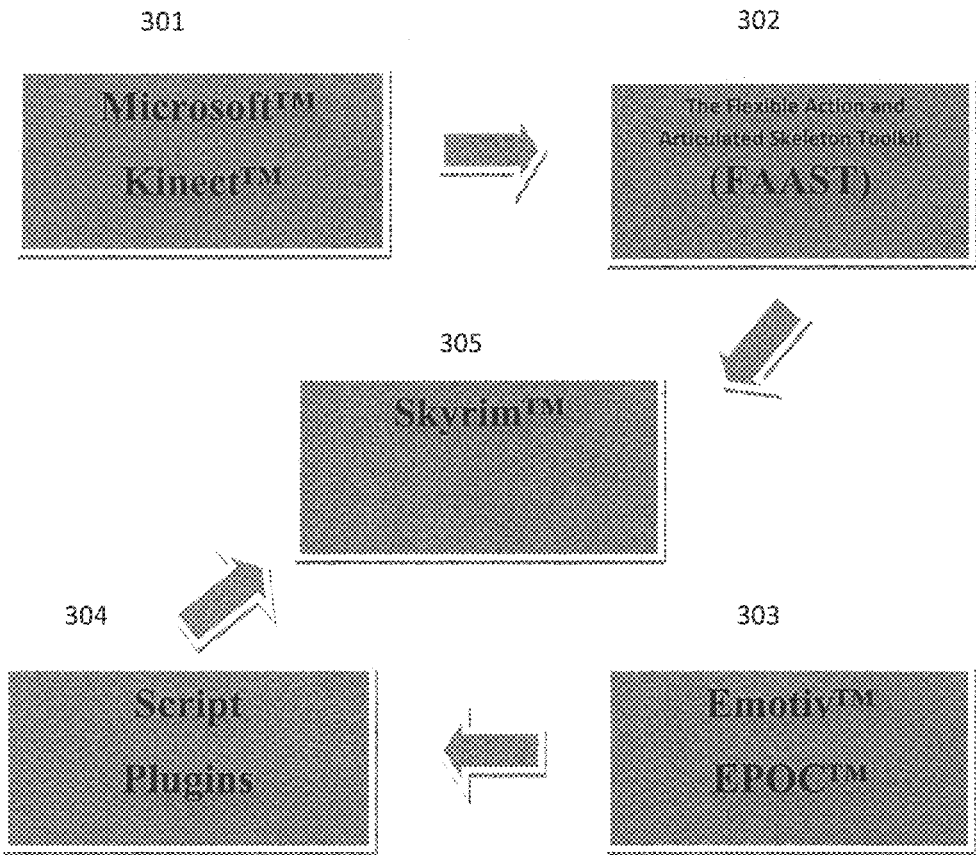 301
Microsoft™
Kinect™
302
The Flexible Action and
Articulated Skeleton Toolkit
(FAAST)
305
Skyrim™
304
Script
Plugins
303
Emotiv™
EPOC™